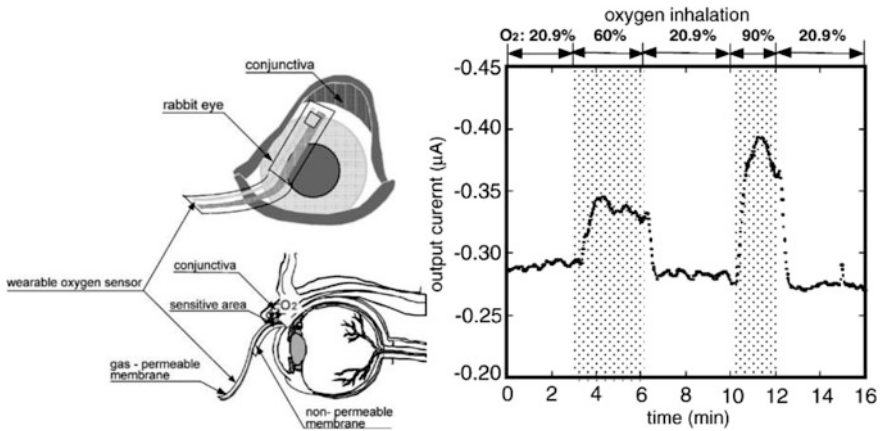 conjunctiva
rabbit eye
wearable oxygen sensor
conjunctiva
O2
sensitive area
gas - permeable
membrane
non- permeable
membrane
oxygen inhalation
O2: 20.9% 60% 20.9% 90% 20.9%
-0.45
-0.40
-0.35
-0.30
-0.25
-0.20
output curernt (μA)
0 2 4 6 8 10 12 14 16
time (min)